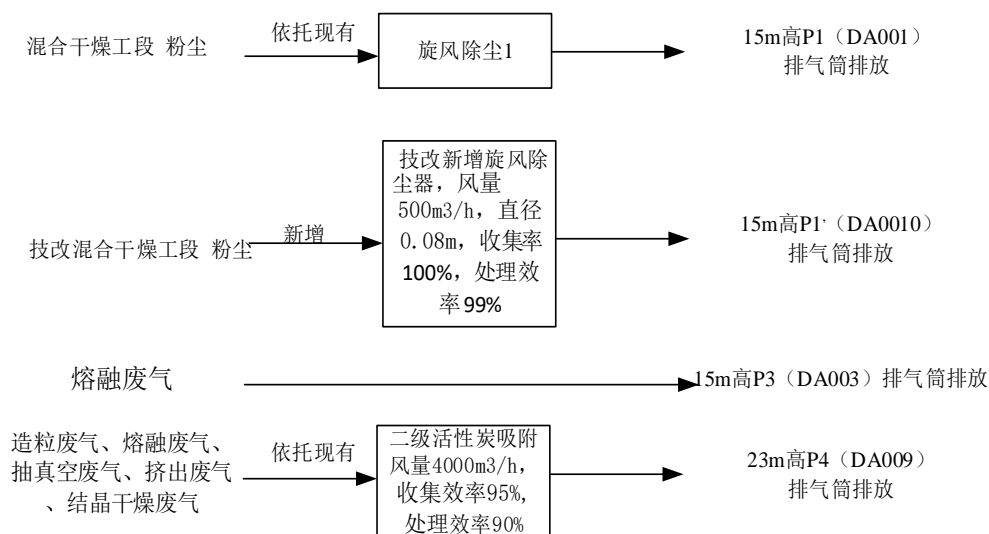 混合干燥工段 粉尘
依托现有
旋风除尘1
15m高P1（DA001）
排气筒排放
技改混合干燥工段 粉尘
新增
技改新增旋风除
尘器，风量
500m3/h，直径
0.08m，收集率
100%，处理效
率99%
15m高P1'（DA0010）
排气筒排放
熔融废气
15m高P3（DA003）排气筒排放
造粒废气、熔融废气、
抽真空废气、挤出废气
、结晶干燥废气
依托现有
二级活性炭吸附
风量4000m3/h，
收集效率95%，
处理效率90%
23m高P4（DA009）
排气筒排放